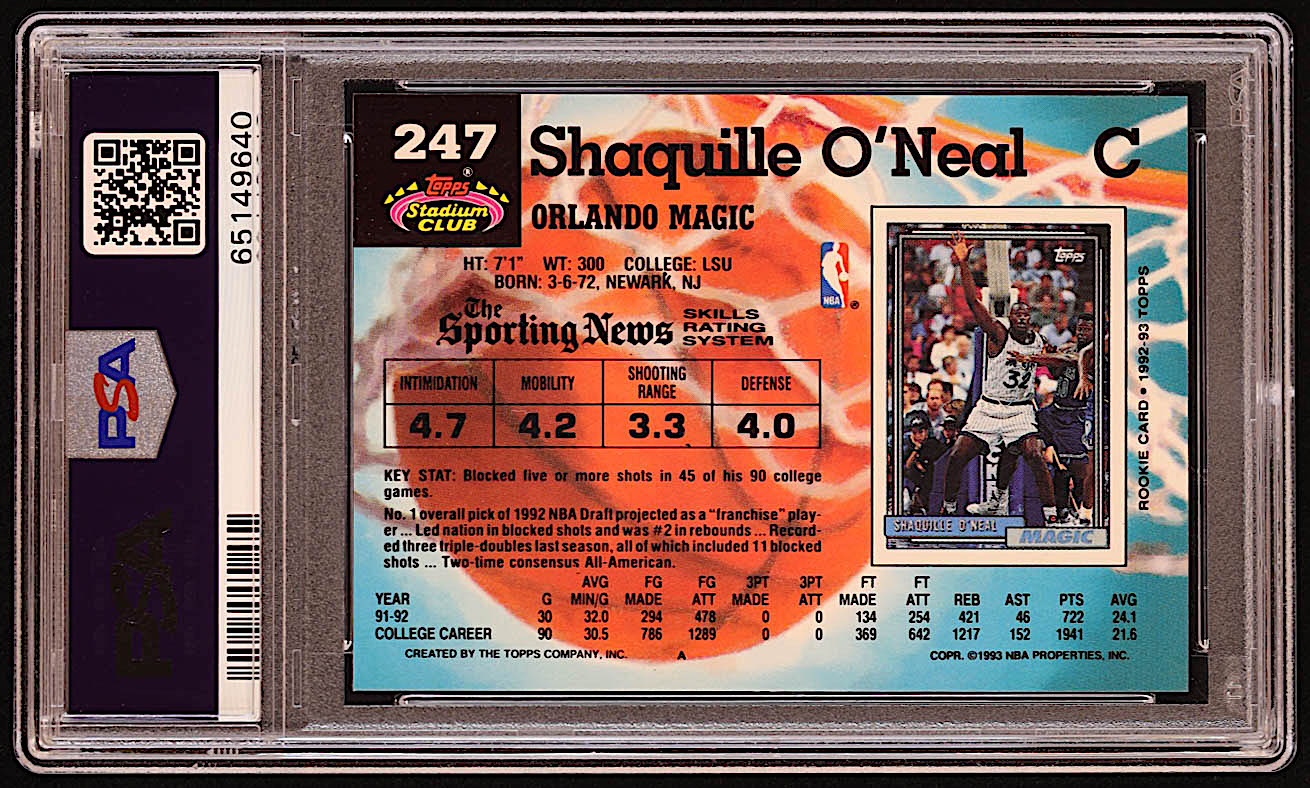 65149640
PSA
PSA
247
Topps®
Stadium
CLUB
Shaquille O'Neal C
ORLANDO MAGIC
HT: 7'1" WT: 300 COLLEGE: LSU
BORN: 3-6-72, NEWARK, NJ
NBA
®
The
Sporting News
SKILLS
RATING
SYSTEM
INTIMIDATION MOBILITY SHOOTING RANGE DEFENSE
4.7 4.2 3.3 4.0
KEY STAT: Blocked five or more shots in 45 of his 90 college
games.
No. 1 overall pick of 1992 NBA Draft projected as a "franchise" play-
er ... Led nation in blocked shots and was #2 in rebounds ... Record-
ed three triple-doubles last season, all of which included 11 blocked
shots ... Two-time consensus All-American.
Topps
32
SHAQUILLE O'NEAL
MAGIC
ROOKIE CARD • 1992-93 TOPPS
AVG FG FG 3PT 3PT FT FT
YEAR G MIN/G MADE ATT MADE ATT MADE ATT REB AST PTS AVG
91-92 30 32.0 294 478 0 0 134 254 421 46 722 24.1
COLLEGE CAREER 90 30.5 786 1289 0 0 369 642 1217 152 1941 21.6
CREATED BY THE TOPPS COMPANY, INC. A COPR. ©1993 NBA PROPERTIES, INC.